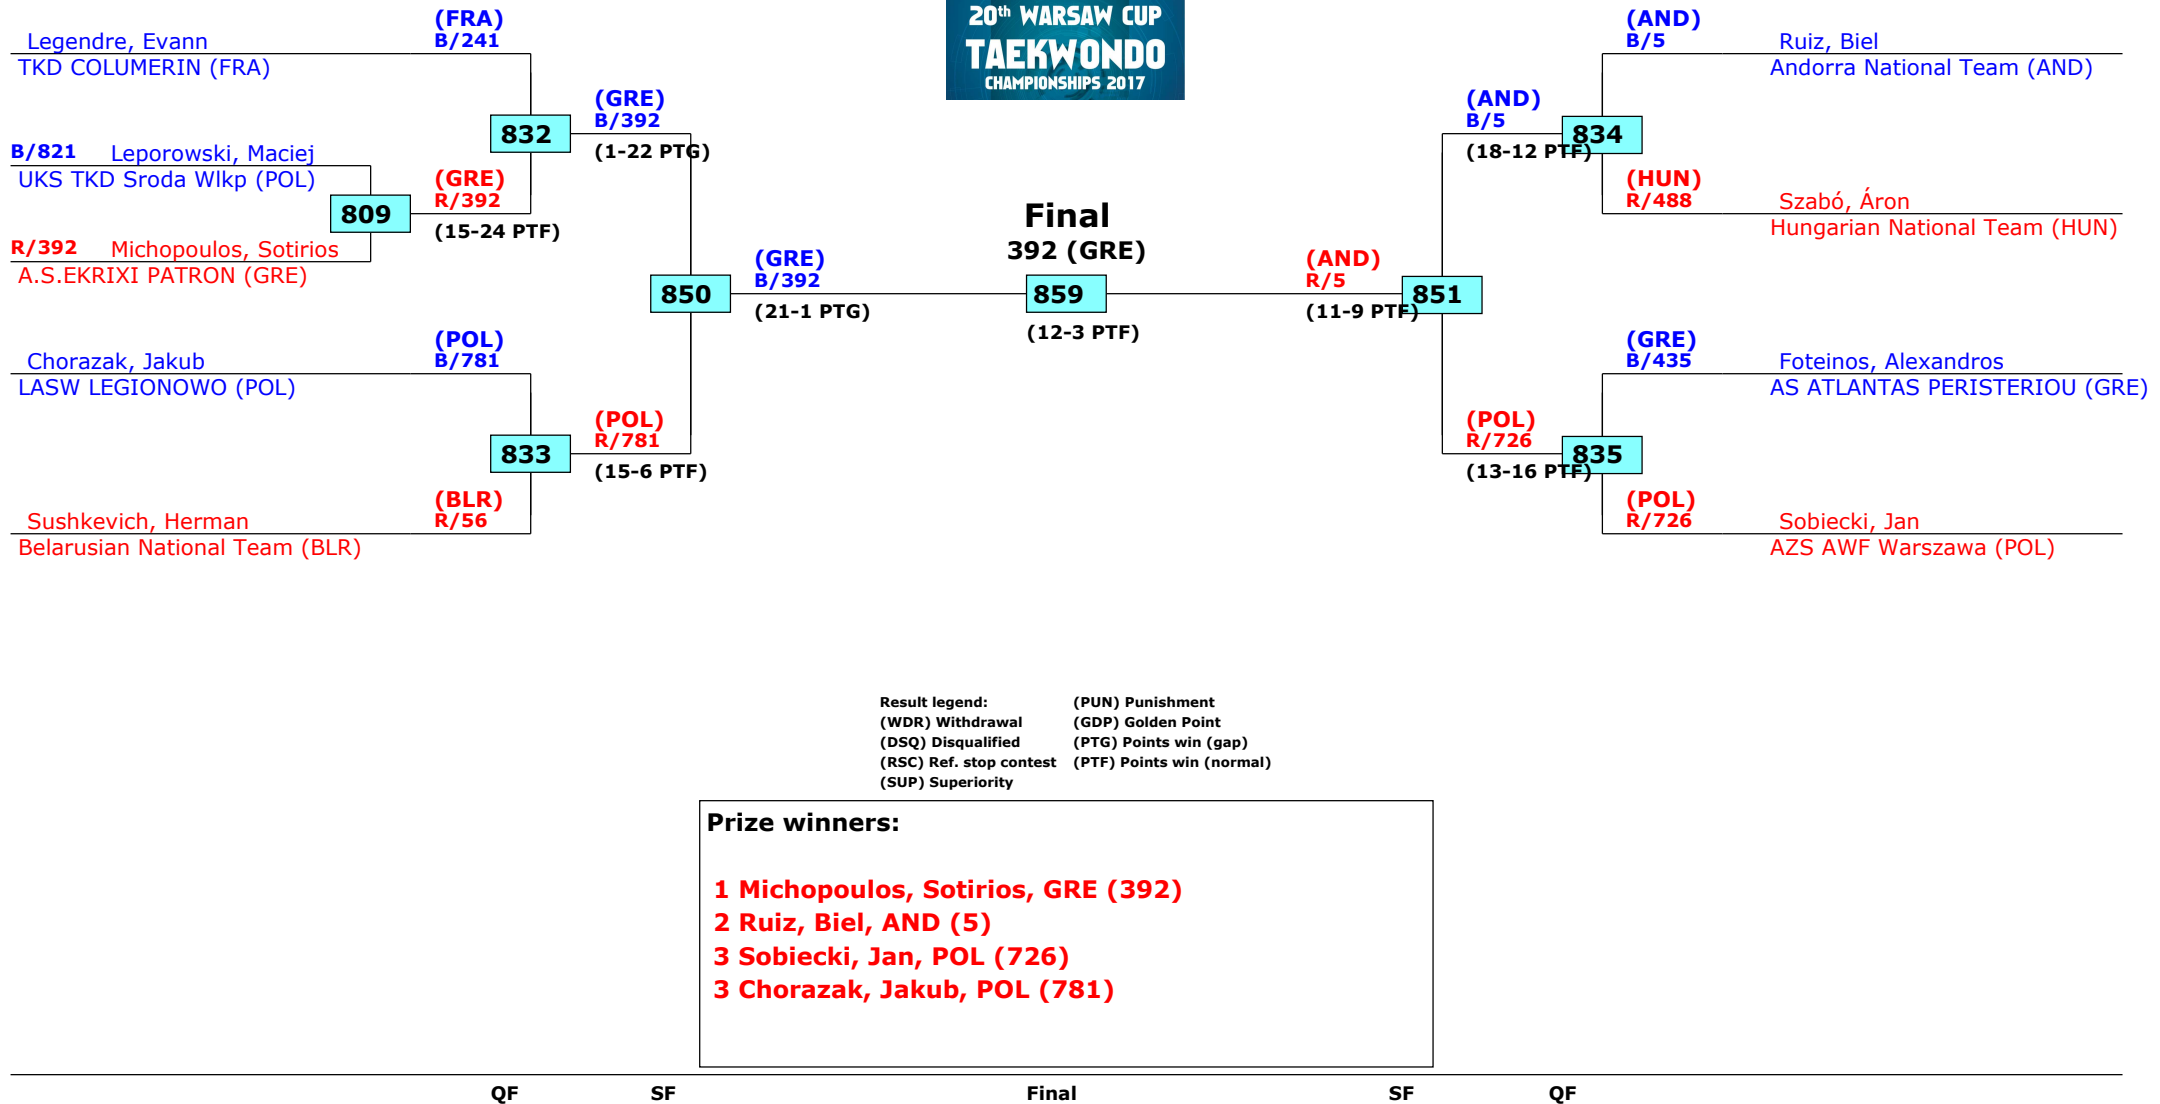 20th WARSAW CUP
TAEKWONDO
CHAMPIONSHIPS 2017
(FRA)
B/241
Legendre, Evann
TKD COLUMERIN (FRA)
832
(GRE)
B/392
(1-22 PTG)
B/821 Leporowski, Maciej
UKS TKD Sroda Wlkp (POL)
809
(GRE)
R/392
(15-24 PTF)
R/392 Michopoulos, Sotirios
A.S.EKRIXI PATRON (GRE)
850
(GRE)
B/392
(21-1 PTG)
(POL)
B/781
Chorazak, Jakub
LASW LEGIONOWO (POL)
833
(POL)
R/781
(15-6 PTF)
(BLR)
R/56
Sushkevich, Herman
Belarusian National Team (BLR)
Final
392 (GRE)
859
(12-3 PTF)
(AND)
B/5
Ruiz, Biel
Andorra National Team (AND)
(AND)
B/5
(18-12 PTF)
834
(HUN)
R/488
Szabó, Áron
Hungarian National Team (HUN)
(AND)
R/5
(11-9 PTF)
851
(GRE)
B/435
Foteinos, Alexandros
AS ATLANTAS PERISTERIOU (GRE)
(POL)
R/726
(13-16 PTF)
835
(POL)
R/726
Sobiecki, Jan
AZS AWF Warszawa (POL)
Result legend: (PUN) Punishment
(WDR) Withdrawal (GDP) Golden Point
(DSQ) Disqualified (PTG) Points win (gap)
(RSC) Ref. stop contest (PTF) Points win (normal)
(SUP) Superiority
Prize winners:
1 Michopoulos, Sotirios, GRE (392)
2 Ruiz, Biel, AND (5)
3 Sobiecki, Jan, POL (726)
3 Chorazak, Jakub, POL (781)
QF SF Final SF QF